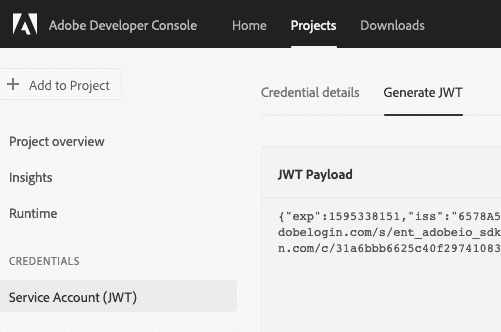 Adobe Developer Console Home Projects Downloads
+ Add to Project
Credential details Generate JWT
Project overview
Insights
Runtime
CREDENTIALS
Service Account (JWT)
JWT Payload
{"exp":1595338151,"iss":"6578A5
dobelogin.com/s/ent_adobeio_sdk
n.com/c/31a6bbb6625c40f29741083